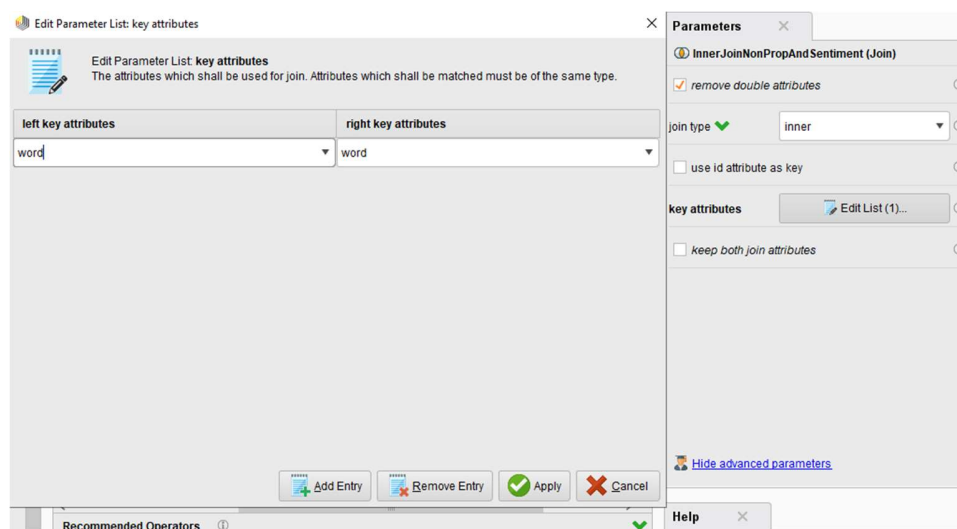 Edit Parameter List: key attributes
Edit Parameter List: key attributes
The attributes which shall be used for join. Attributes which shall be matched must be of the same type.
left key attributes
right key attributes
word
word
Add Entry
Remove Entry
Apply
Cancel
Recommended Operators
Parameters
InnerJoinNonPropAndSentiment (Join)
remove double attributes
join type
inner
use id attribute as key
key attributes
Edit List (1)...
keep both join attributes
Hide advanced parameters
Help